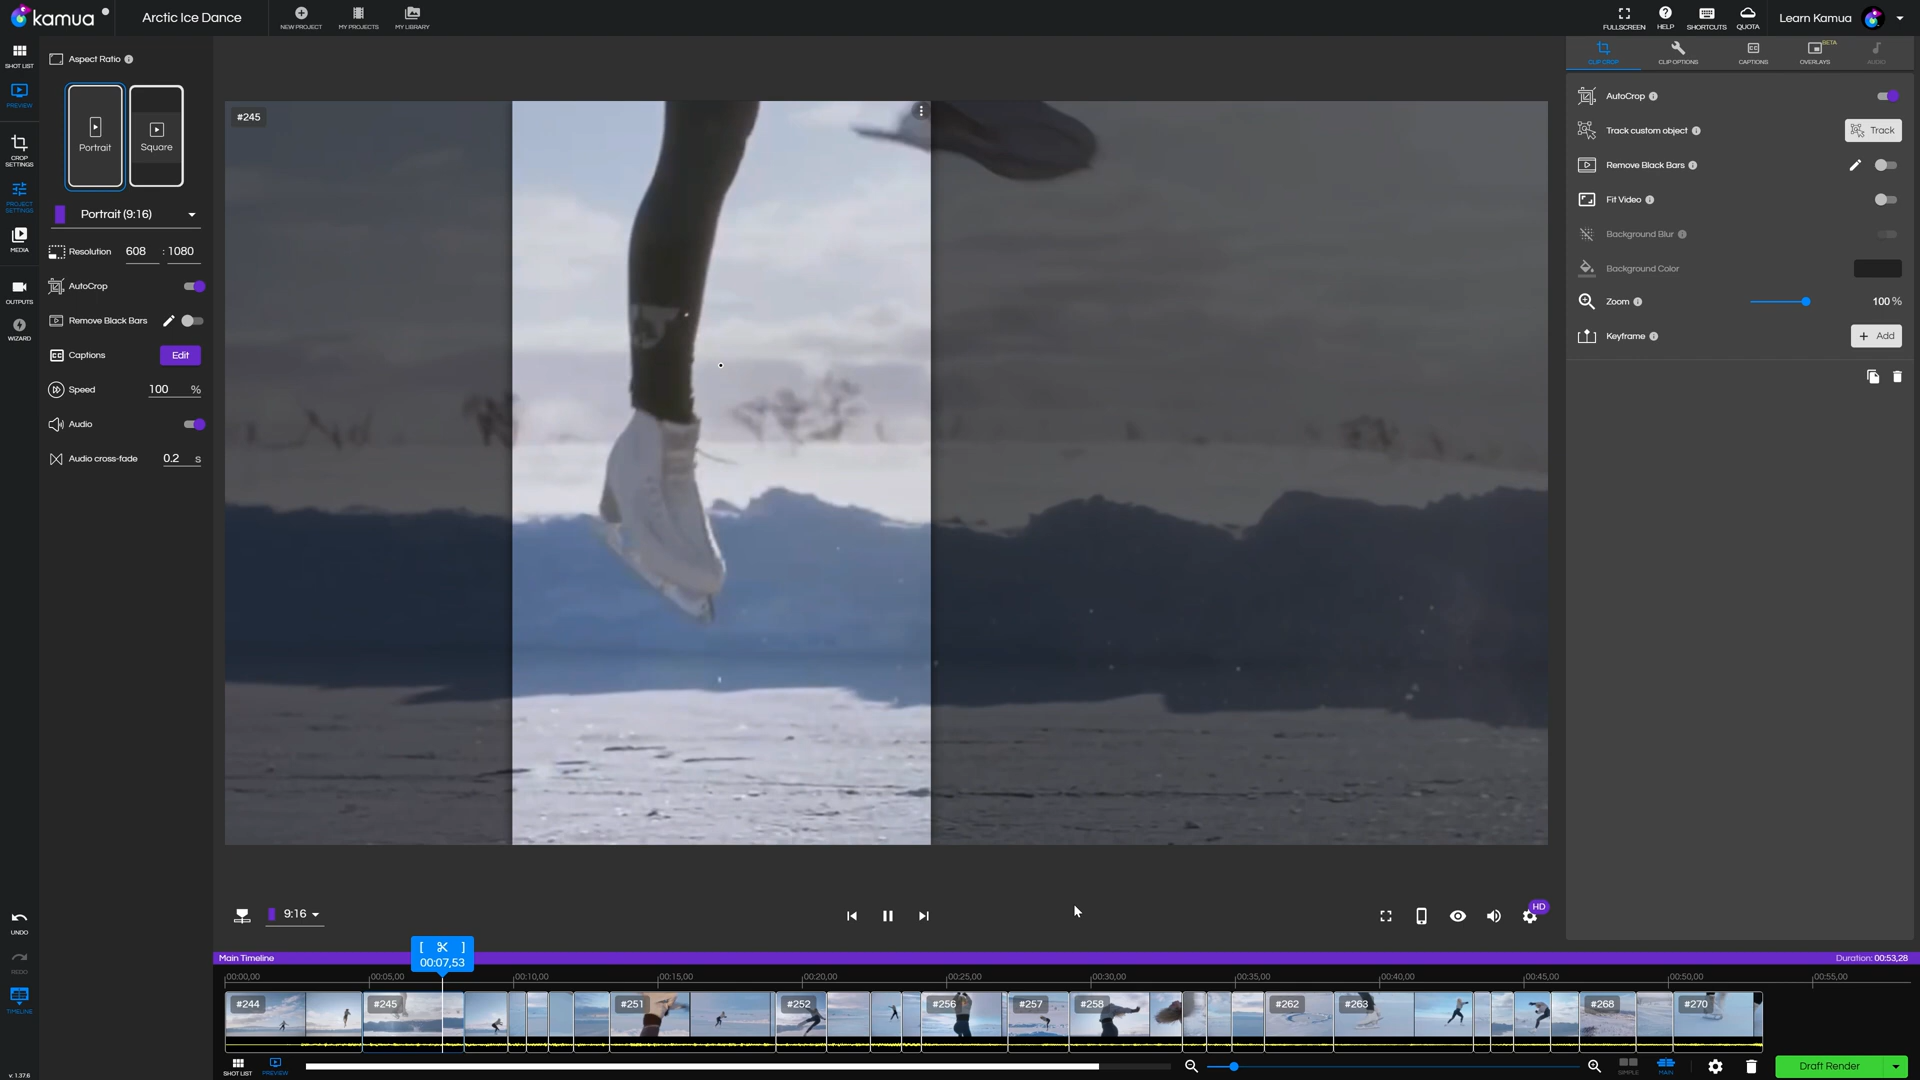 kamua
Arctic Ice Dance
NEW PROJECT
MY PROJECTS
MY LIBRARY
FULLSCREEN
HELP
SHORTCUTS
QUOTA
Learn Kamua
SHOT LIST
PREVIEW
CROP
SETTINGS
PROJECT
SETTINGS
MEDIA
OUTPUTS
WIZARD
UNDO
REDO
TIMELINE
v: 1.37.6
Aspect Ratio
Portrait
Square
Portrait (9:16)
Resolution 608 : 1080
AutoCrop
Remove Black Bars
Captions Edit
Speed 100 %
Audio
Audio cross-fade 0.2 s
#245
CLIP CROP
CLIP OPTIONS
CAPTIONS
BETA
OVERLAYS
AUDIO
AutoCrop
Track custom object Track
Remove Black Bars
Fit Video
Background Blur
Background Color
Zoom 100 %
Keyframe + Add
9:16
HD
[ ]
00:07,53
Main Timeline
Duration: 00:53,28
00:00,00 00:05,00 00:10,00 00:15,00 00:20,00 00:25,00 00:30,00 00:35,00 00:40,00 00:45,00 00:50,00 00:55,00
#244 #245 #251 #252 #256 #257 #258 #262 #263 #268 #270
SHOT LIST
PREVIEW
SIMPLE
MAIN
Draft Render